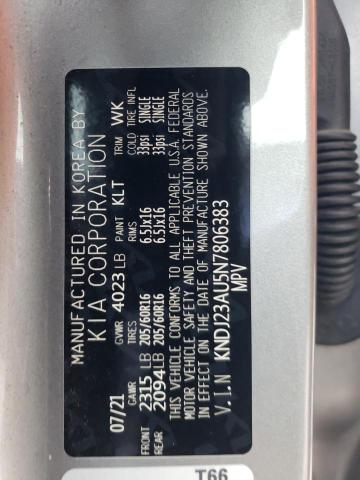 MANUFACTURED IN KOREA BY
KIA CORPORATION
07/21 GVWR 4023 LB PAINT KLT TRIM WK
GAWR TIRES RIMS COLD TIRE INFL
FRONT 2315 LB 205/60R16 6.5Jx16 33psi SINGLE
REAR 2094LB 205/60R16 6.5Jx16 33psi SINGLE
THIS VEHICLE CONFORMS TO ALL APPLICABLE U.S.A. FEDERAL
MOTOR VEHICLE SAFETY AND THEFT PREVENTION STANDARDS
IN EFFECT ON THE DATE OF MANUFACTURE SHOWN ABOVE.
V.I.N KNDJ23AU5N7806383
MPV
T66